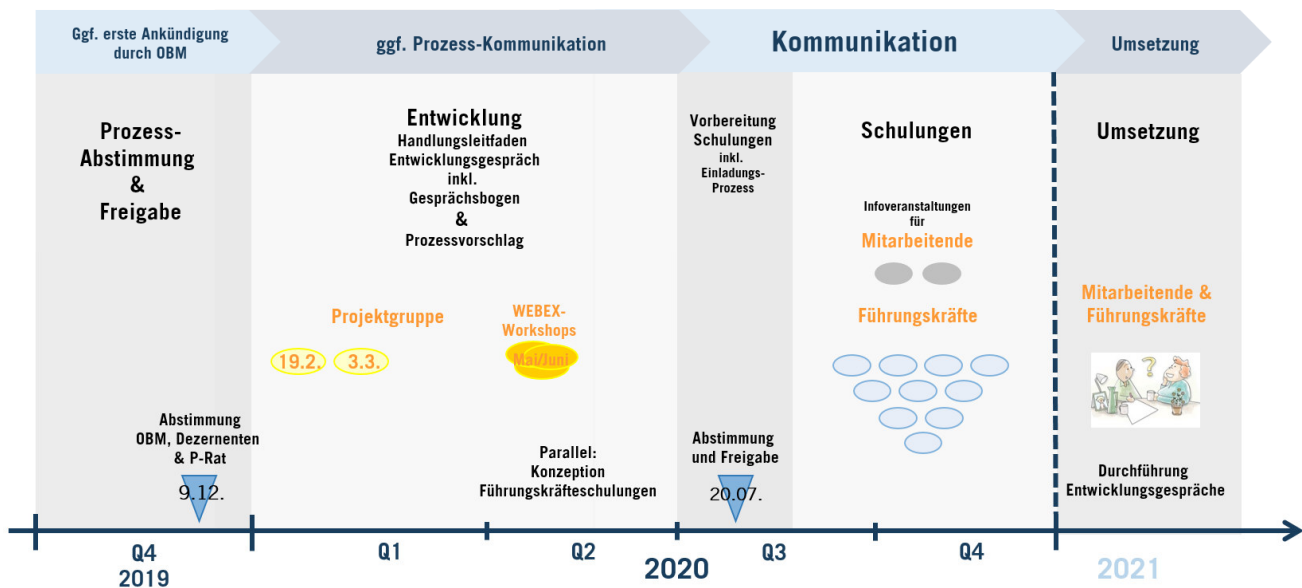 Ggf. erste Ankündigung
durch OBM
ggf. Prozess-Kommunikation
Kommunikation
Umsetzung
Prozess-
Abstimmung
&
Freigabe
Abstimmung
OBM, Dezernenten
& P-Rat
9.12.
Entwicklung
Handlungsleitfaden
Entwicklungsgespräch
inkl.
Gesprächsbogen
&
Prozessvorschlag
Projektgruppe
19.2.
3.3.
WEBEX-
Workshops
Mai/Juni
Parallel:
Konzeption
Führungskräfteschulungen
Vorbereitung
Schulungen
inkl.
Einladungs-
Prozess
Abstimmung
und Freigabe
20.07.
Schulungen
Infoveranstaltungen
für
Mitarbeitende
Führungskräfte
Umsetzung
Mitarbeitende &
Führungskräfte
?
Durchführung
Entwicklungsgespräche
Q4
2019
Q1
Q2
2020
Q3
Q4
2021